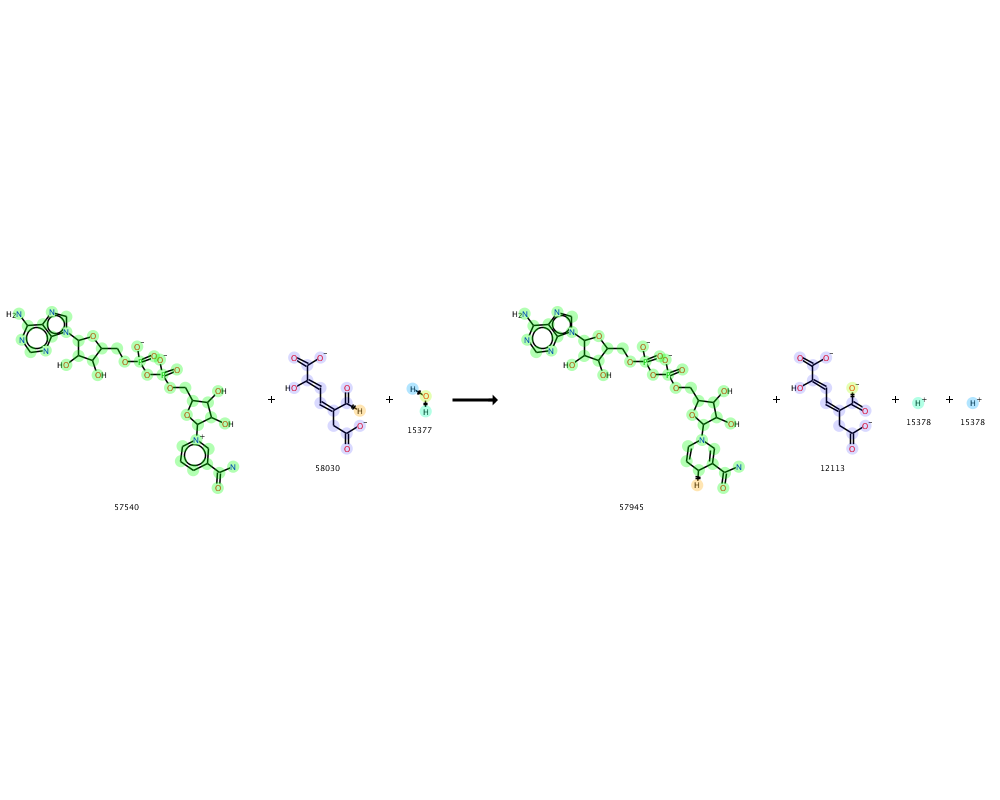 57540
+
58030
+
15377
57945
+
12113
+
15378
+
15378
H₂N N N N N O HO OH O O⁻ O O⁻ O O O OH OH O N⁺ N O
O O⁻ HO O H O⁻ O
H O H
H₂N N N N N O HO OH O O⁻ O O⁻ O O O OH OH O N N H O
O O⁻ HO O⁻ O O⁻ O
H⁺
H⁺